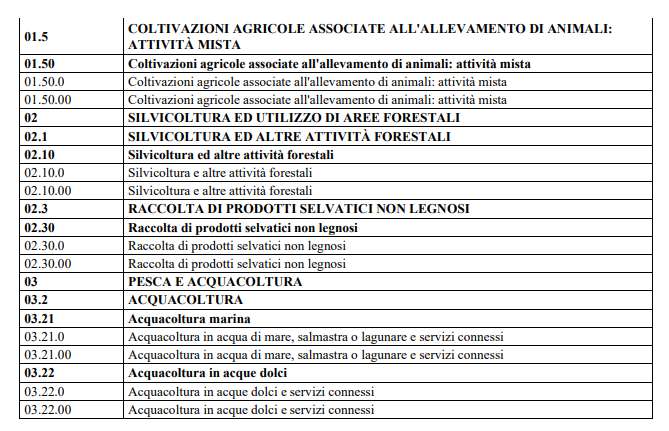 01.5 COLTIVAZIONI AGRICOLE ASSOCIATE ALL'ALLEVAMENTO DI ANIMALI:
ATTIVITÀ MISTA
01.50 Coltivazioni agricole associate all'allevamento di animali: attività mista
01.50.0 Coltivazioni agricole associate all'allevamento di animali: attività mista
01.50.00 Coltivazioni agricole associate all'allevamento di animali: attività mista
02 SILVICOLTURA ED UTILIZZO DI AREE FORESTALI
02.1 SILVICOLTURA ED ALTRE ATTIVITÀ FORESTALI
02.10 Silvicoltura ed altre attività forestali
02.10.0 Silvicoltura e altre attività forestali
02.10.00 Silvicoltura e altre attività forestali
02.3 RACCOLTA DI PRODOTTI SELVATICI NON LEGNOSI
02.30 Raccolta di prodotti selvatici non legnosi
02.30.0 Raccolta di prodotti selvatici non legnosi
02.30.00 Raccolta di prodotti selvatici non legnosi
03 PESCA E ACQUACOLTURA
03.2 ACQUACOLTURA
03.21 Acquacoltura marina
03.21.0 Acquacoltura in acqua di mare, salmastra o lagunare e servizi connessi
03.21.00 Acquacoltura in acqua di mare, salmastra o lagunare e servizi connessi
03.22 Acquacoltura in acque dolci
03.22.0 Acquacoltura in acque dolci e servizi connessi
03.22.00 Acquacoltura in acque dolci e servizi connessi